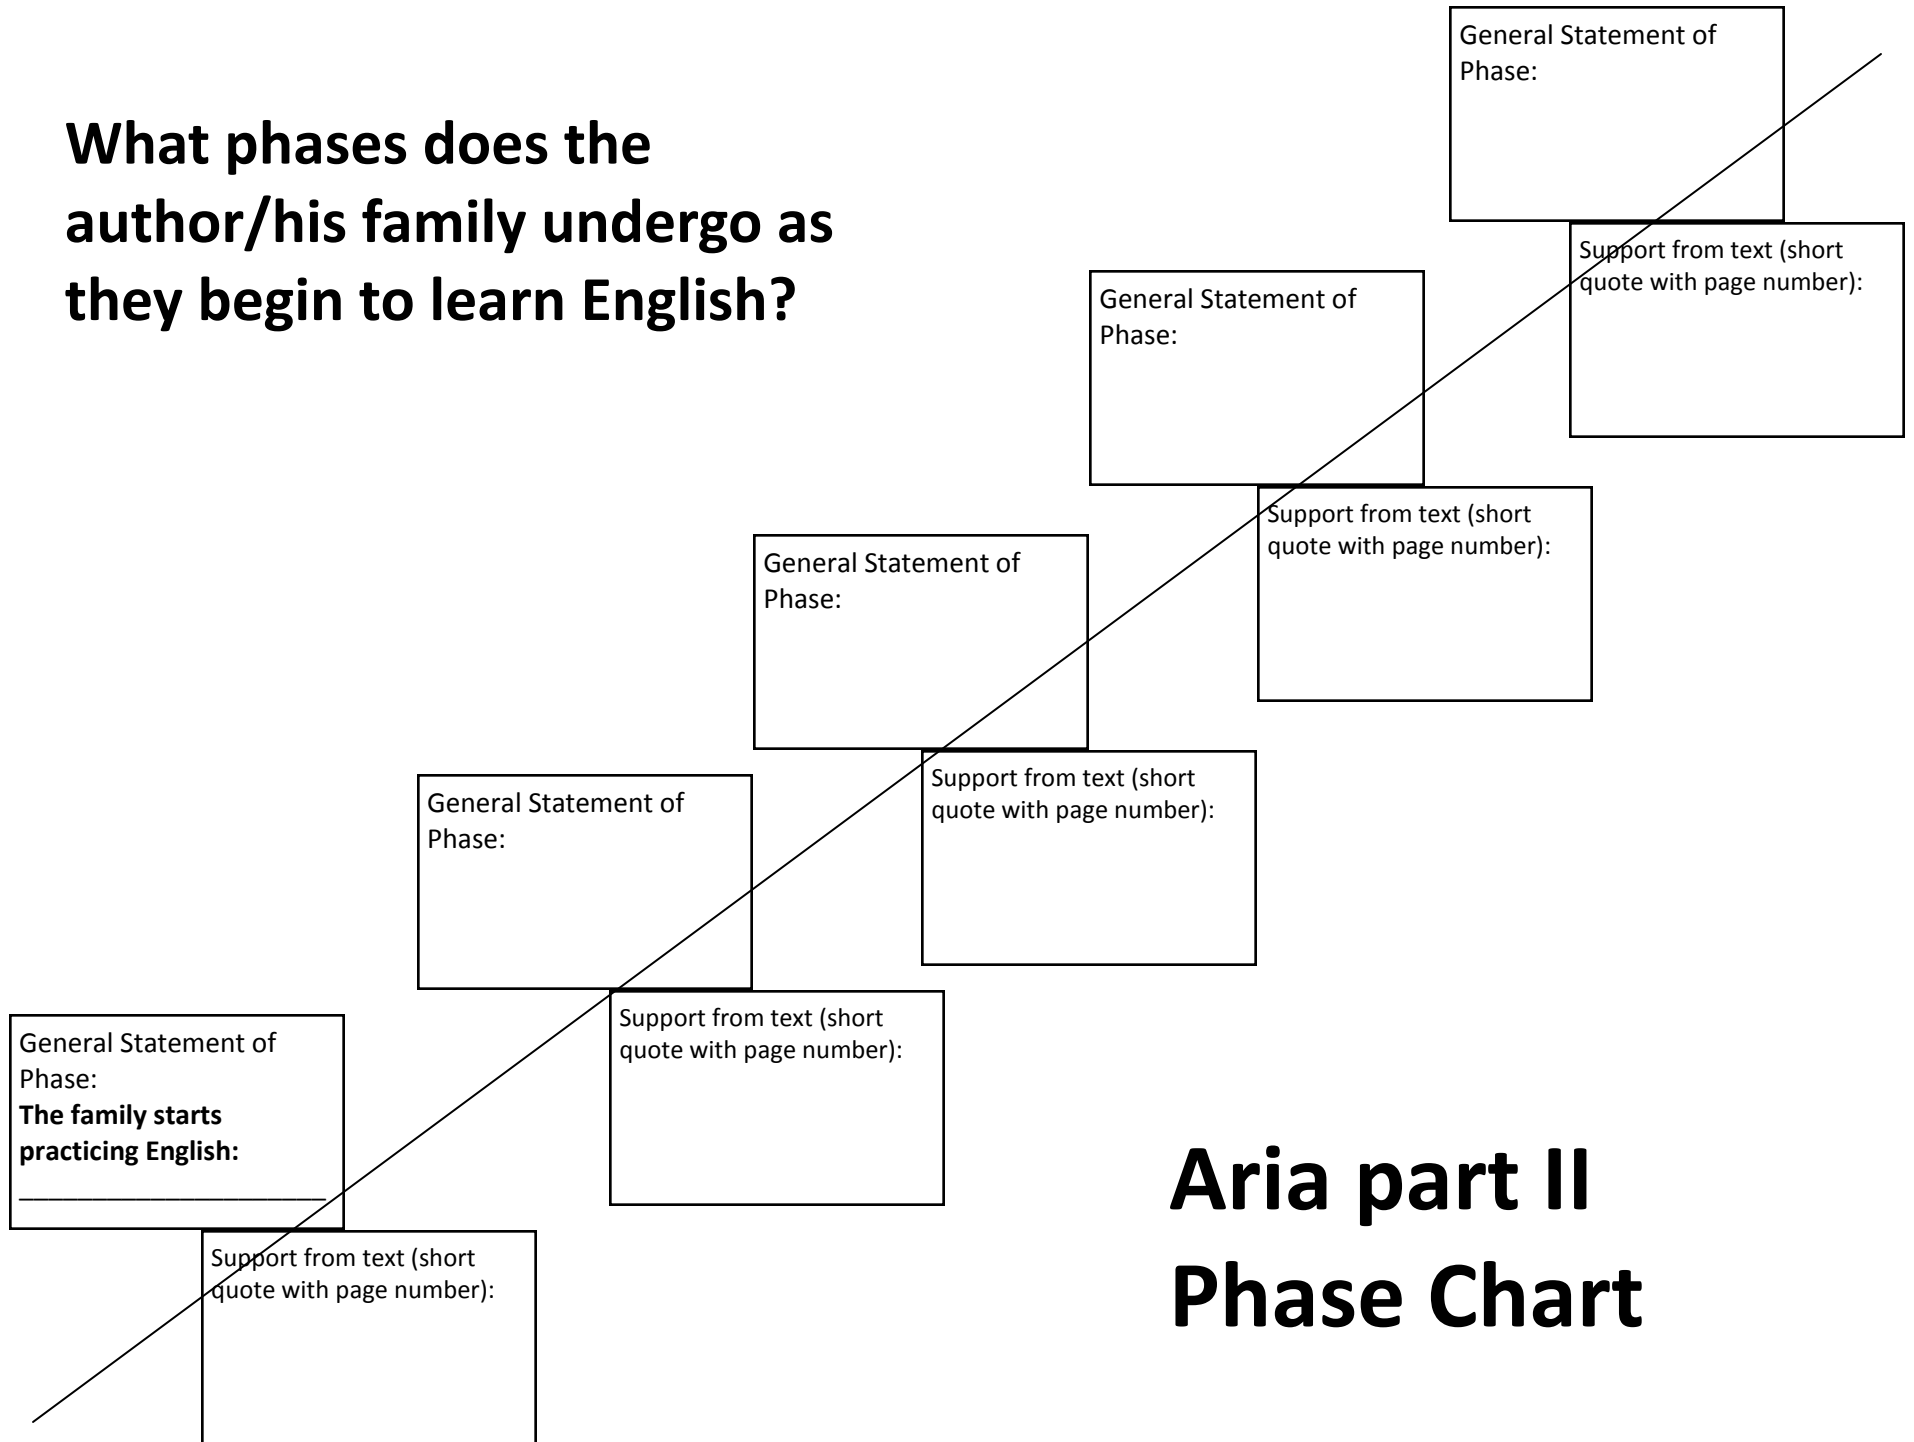 What phases does the
author/his family undergo as
they begin to learn English?
General Statement of
Phase:
Support from text (short
quote with page number):
General Statement of
Phase:
Support from text (short
quote with page number):
General Statement of
Phase:
Support from text (short
quote with page number):
General Statement of
Phase:
Support from text (short
quote with page number):
General Statement of
Phase:
The family starts
practicing English:
______________________
Support from text (short
quote with page number):
Aria part II
Phase Chart